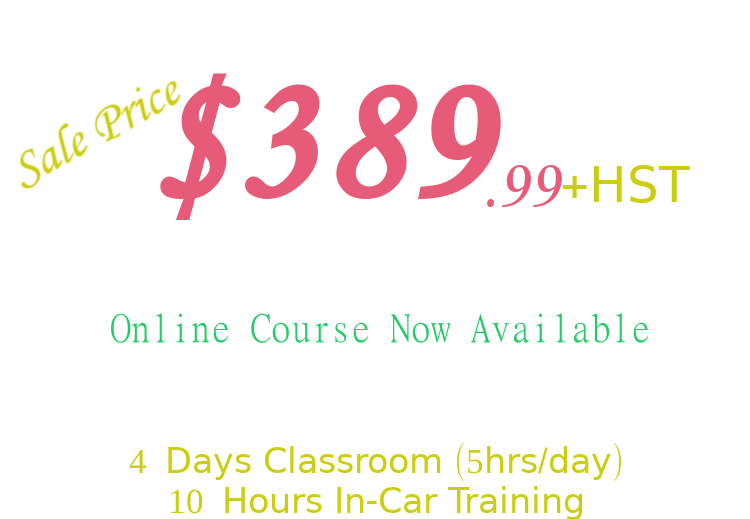 Sale Price $389.99+HST
Online Course Now Available
4 Days Classroom (5hrs/day)
10 Hours In-Car Training